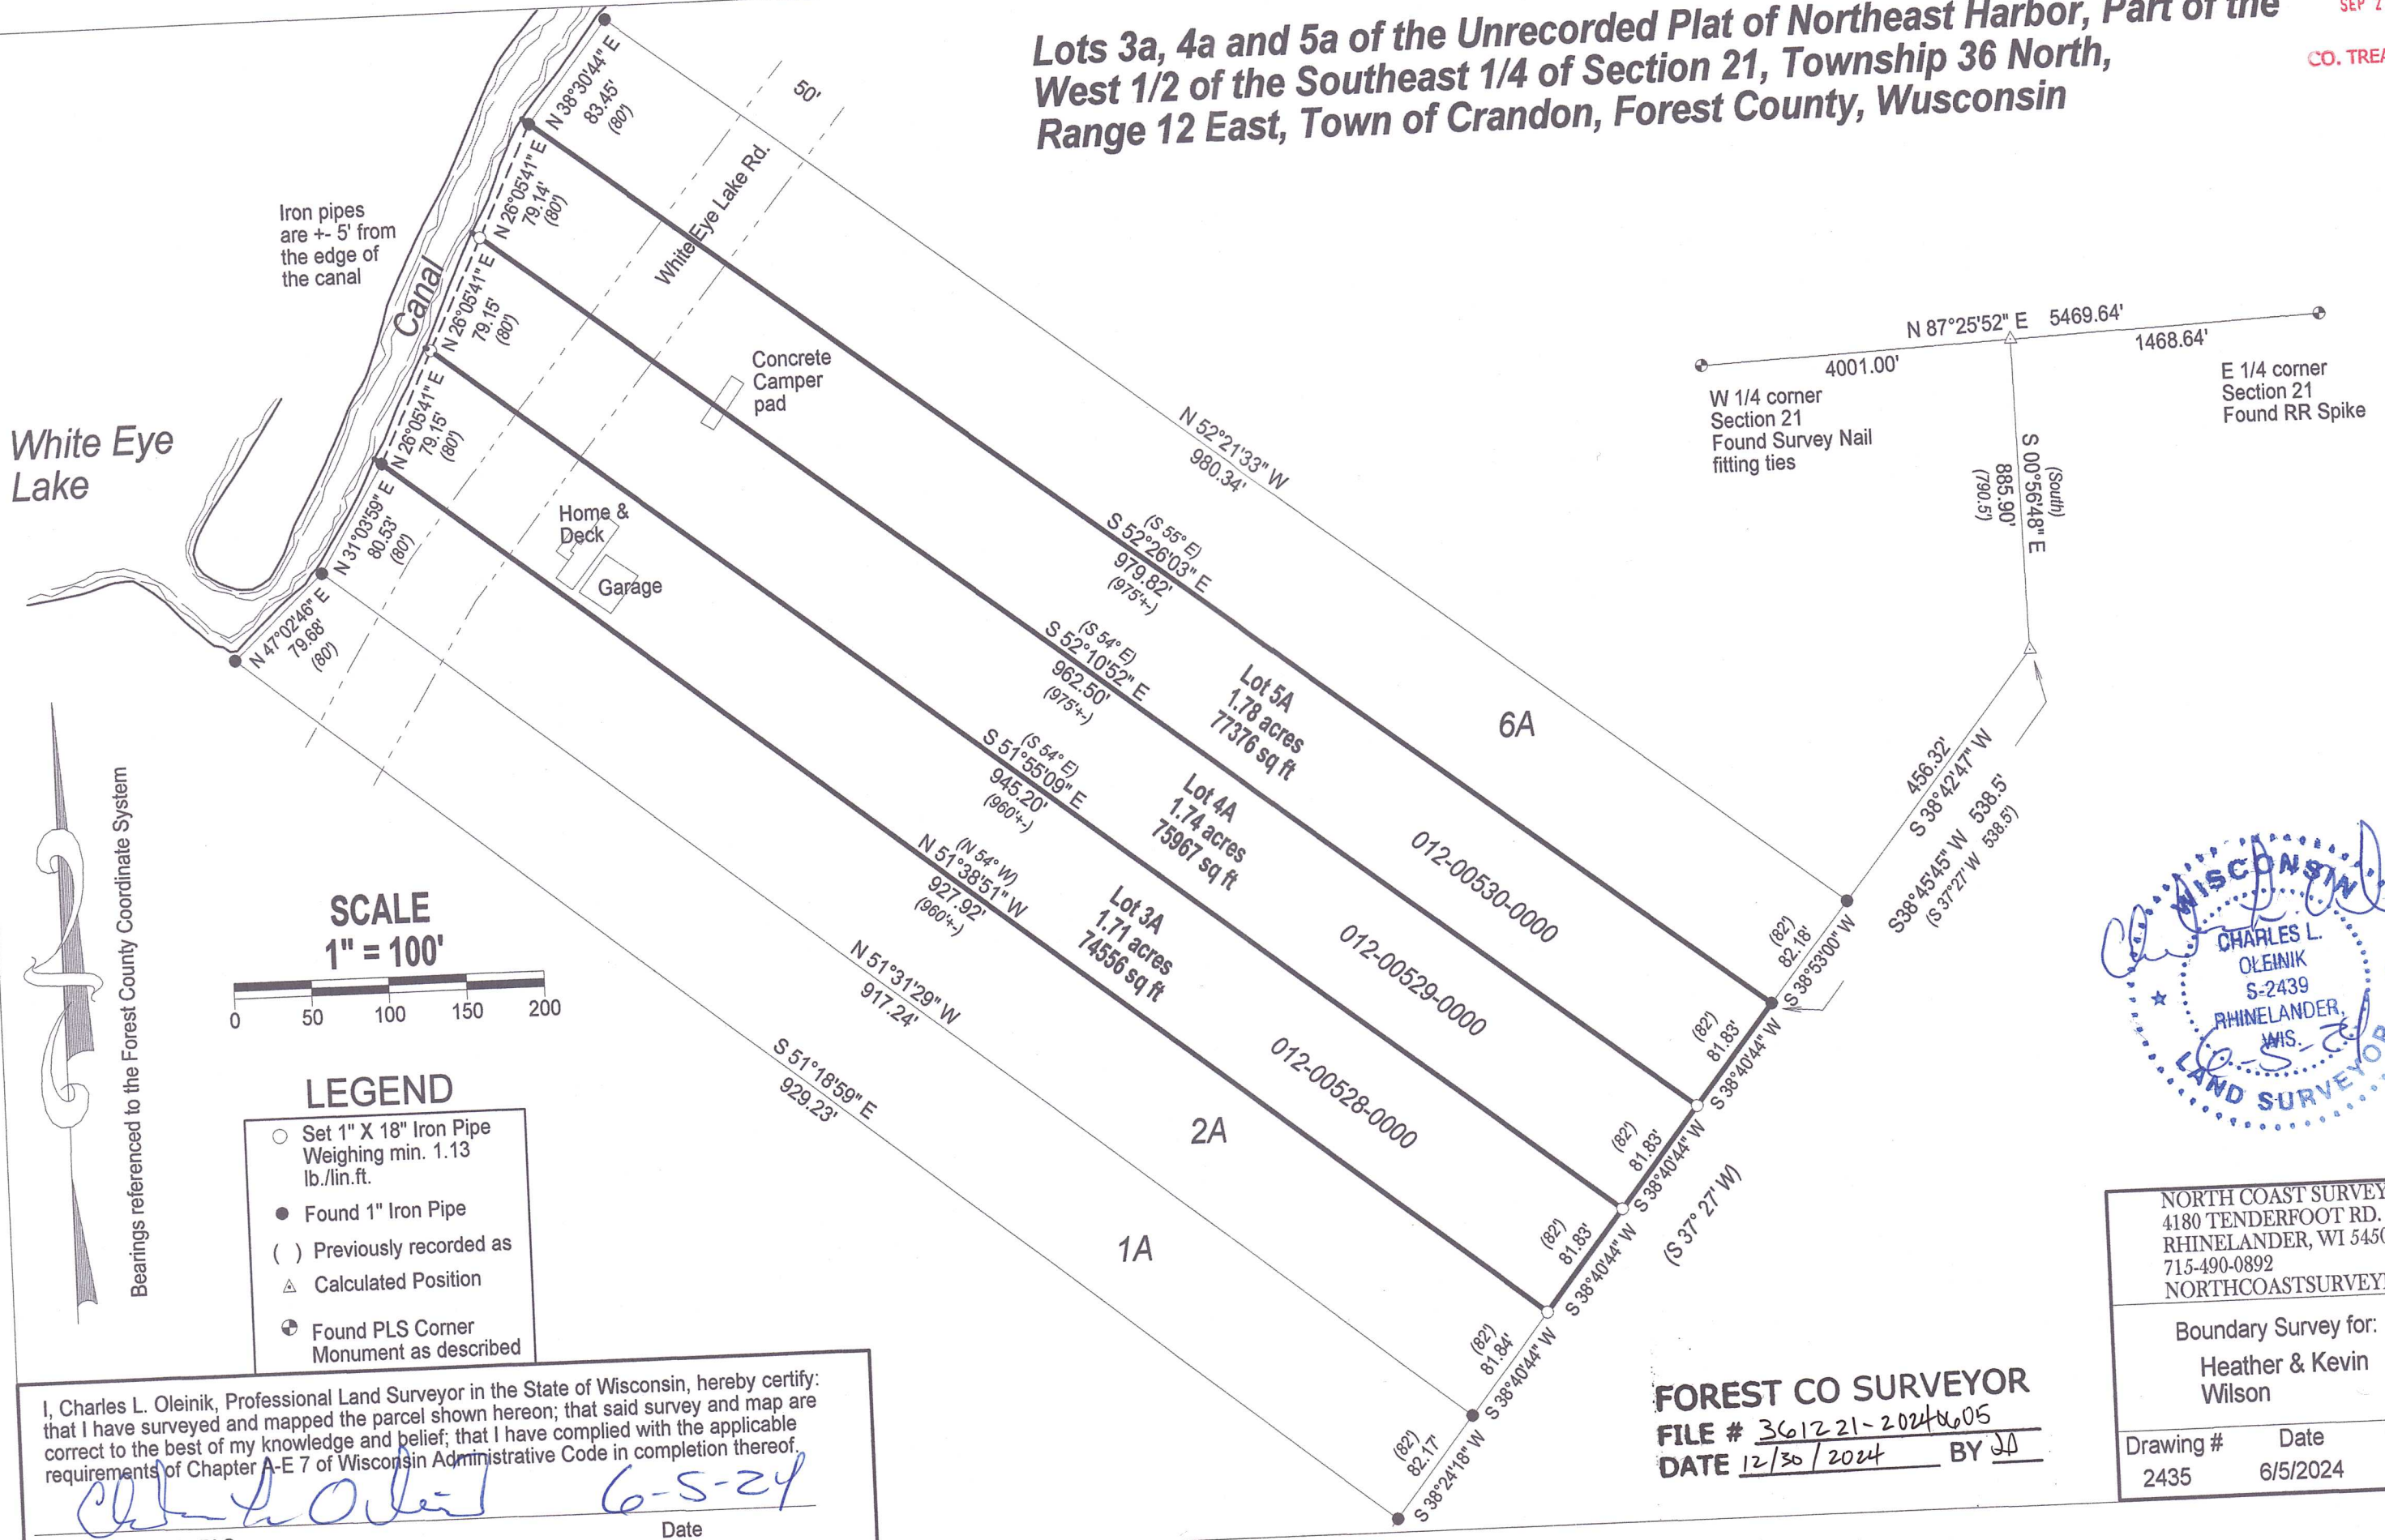 Lots 3a, 4a and 5a of the Unrecorded Plat of Northeast Harbor, Part of the
West 1/2 of the Southeast 1/4 of Section 21, Township 36 North,
Range 12 East, Town of Crandon, Forest County, Wusconsin
SEP 2
CO. TREA
N 38°30'44" E
83.45'
(80')
50'
White Eye Lake Rd.
N 26°05'41" E
79.14'
(80')
Iron pipes
are +- 5' from
the edge of
the canal
Canal
N 26°05'41" E
79.15'
(80')
N 26°05'41" E
79.15'
(80')
White Eye
Lake
N 31°03'59" E
80.53'
(80')
N 47°02'46" E
79.68'
(80')
Concrete
Camper
pad
Home &
Deck
Garage
N 87°25'52" E 5469.64'
4001.00'
1468.64'
W 1/4 corner
Section 21
Found Survey Nail
fitting ties
E 1/4 corner
Section 21
Found RR Spike
(South)
S 00°56'48" E
885.90'
(790.5')
N 52°21'33" W
980.34'
(S 55° E)
S 52°26'03" E
979.82'
(975'+-)
(S 54° E)
S 52°10'52" E
962.50'
(975'+-)
(S 54° E)
S 51°55'09" E
945.20'
(960'+-)
(N 54° W)
N 51°38'51" W
927.92'
(960'+-)
N 51°31'29" W
917.24'
S 51°18'59" E
929.23'
Lot 5A
1.78 acres
77376 sq ft
Lot 4A
1.74 acres
75967 sq ft
Lot 3A
1.71 acres
74556 sq ft
6A
012-00530-0000
012-00529-0000
012-00528-0000
2A
1A
456.32'
S 38°42'47" W
S38°45'45" W 538.5'
(S 37°27' W 538.5')
(82')
82.18'
S 38°53'00" W
(82')
81.83'
S 38°40'44" W
(82')
81.83'
S 38°40'44" W
(82')
81.83'
S 38°40'44" W
(S 37° 27' W)
(82')
81.84'
S 38°40'44" W
(82')
82.17'
S 38°24'18" W
Bearings referenced to the Forest County Coordinate System
SCALE
1" = 100'
0 50 100 150 200
LEGEND
Set 1" X 18" Iron Pipe
Weighing min. 1.13
lb./lin.ft.
Found 1" Iron Pipe
( ) Previously recorded as
Calculated Position
Found PLS Corner
Monument as described
I, Charles L. Oleinik, Professional Land Surveyor in the State of Wisconsin, hereby certify:
that I have surveyed and mapped the parcel shown hereon; that said survey and map are
correct to the best of my knowledge and belief; that I have complied with the applicable
requirements of Chapter A-E 7 of Wisconsin Administrative Code in completion thereof.
6-5-24
Date
WISCONSIN
CHARLES L.
OLEINIK
S-2439
RHINELANDER,
WIS.
6-5-24
LAND SURVEYOR
NORTH COAST SURVEY
4180 TENDERFOOT RD.
RHINELANDER, WI 5450
715-490-0892
NORTHCOASTSURVEY
Boundary Survey for:
Heather & Kevin
Wilson
Drawing # Date
2435 6/5/2024
FOREST CO SURVEYOR
FILE # 361221-20240605
DATE 12/30/2024 BY